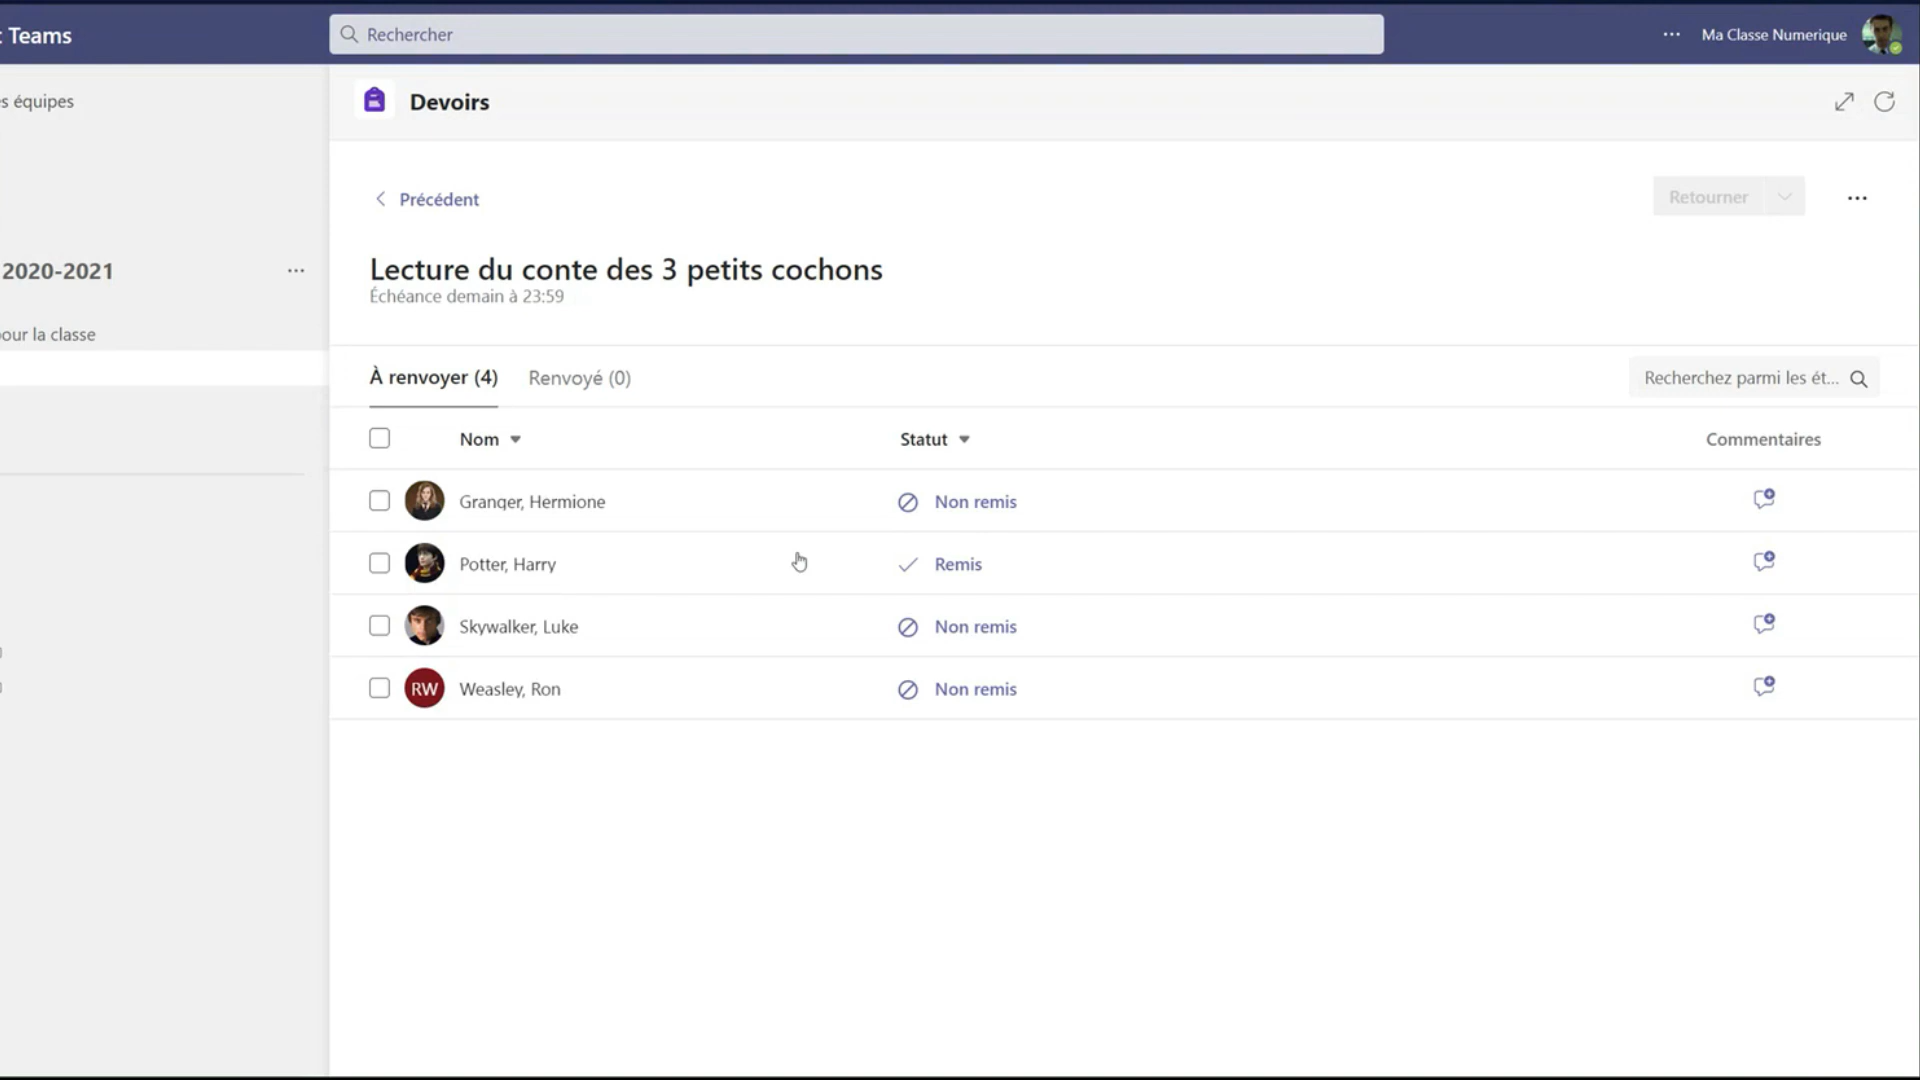 : Teams
Rechercher
Ma Classe Numerique
s équipes
Devoirs
Précédent
Retourner
2020-2021
Lecture du conte des 3 petits cochons
Échéance demain à 23:59
our la classe
À renvoyer (4)
Renvoyé (0)
Recherchez parmi les ét...
Nom
Statut
Commentaires
Granger, Hermione
Non remis
Potter, Harry
Remis
Skywalker, Luke
Non remis
RW
Weasley, Ron
Non remis